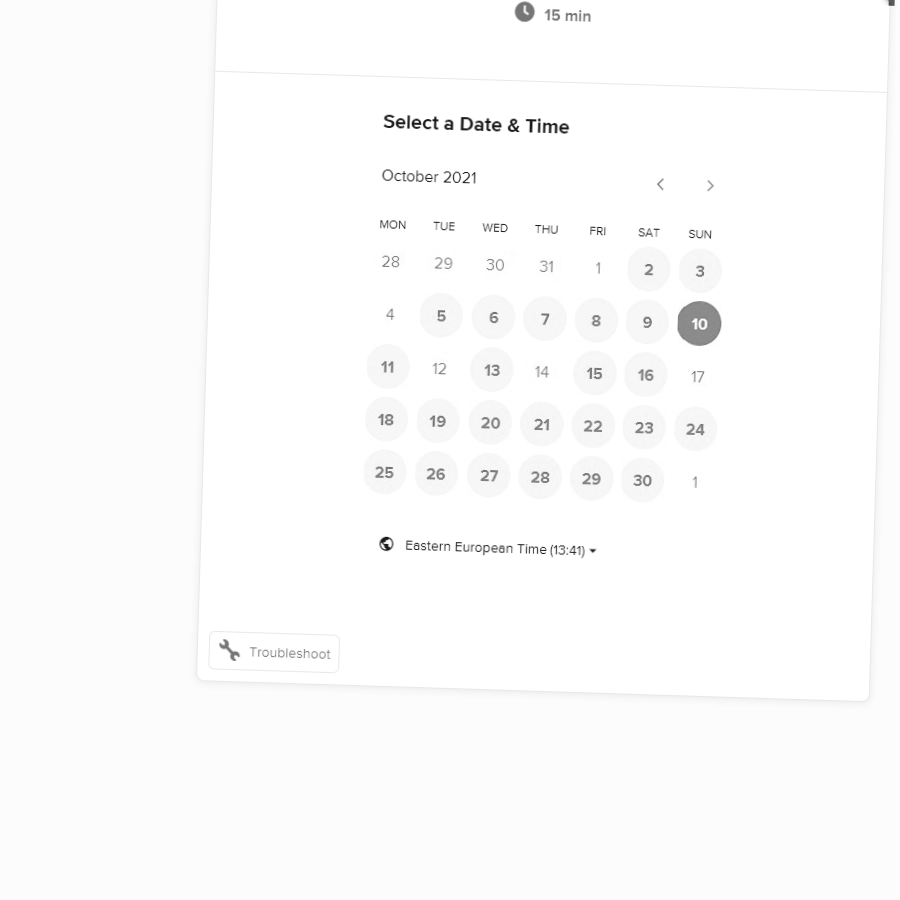 15 min
Select a Date & Time
October 2021
MON TUE WED THU FRI SAT SUN
28 29 30 31 1 2 3
4 5 6 7 8 9 10
11 12 13 14 15 16 17
18 19 20 21 22 23 24
25 26 27 28 29 30 1
Eastern European Time (13:41)
Troubleshoot